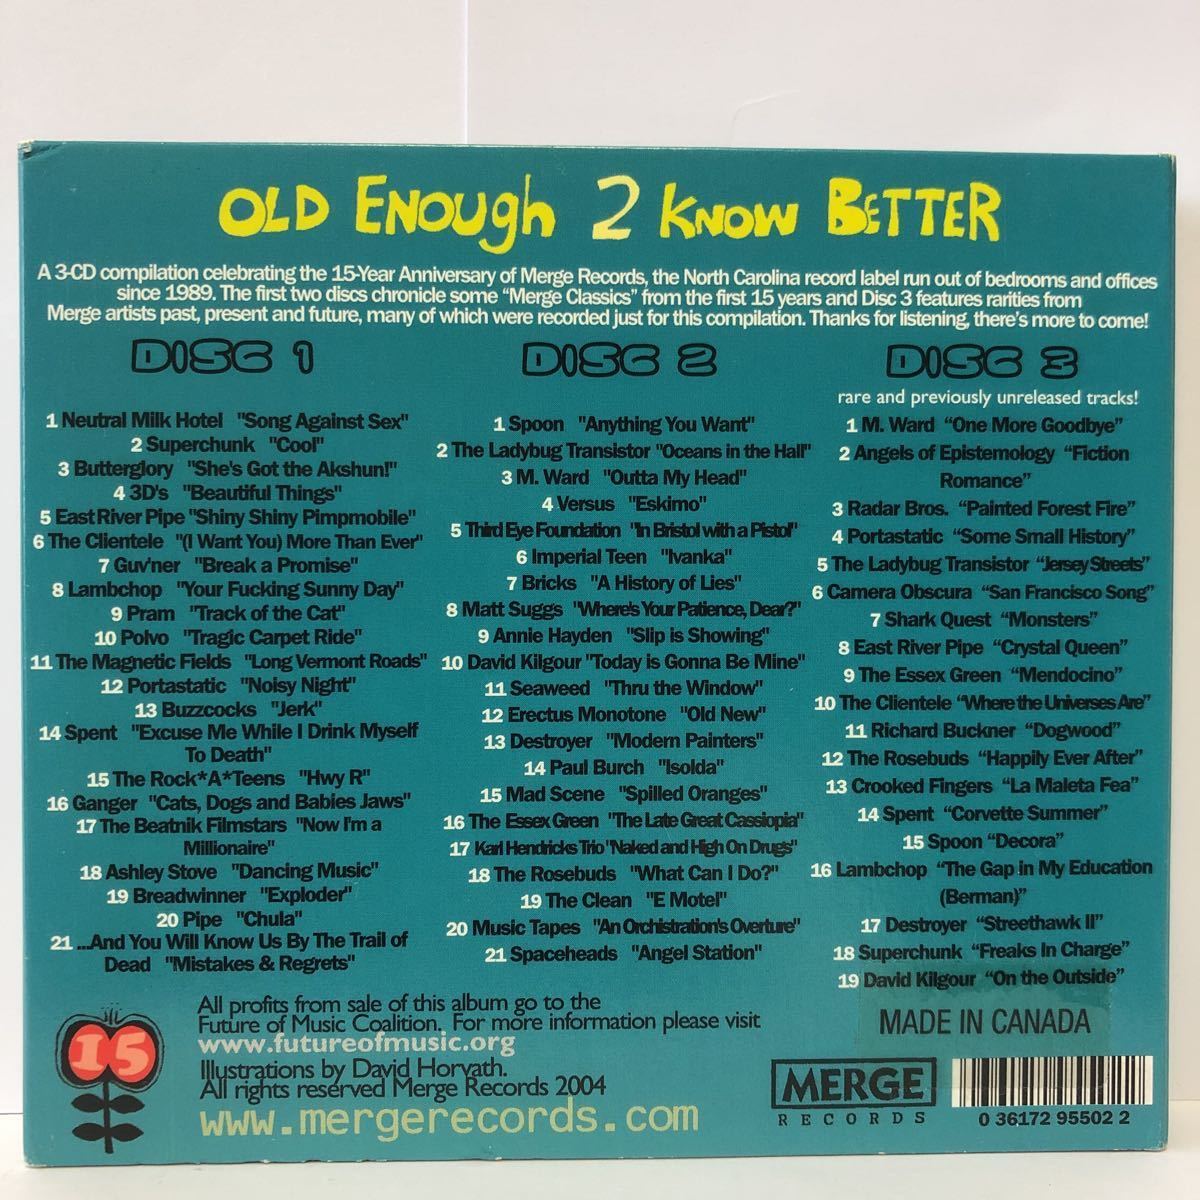 OLD ENOUGH 2 KNOW BETTER
A 3-CD compilation celebrating the 15-Year Anniversary of Merge Records, the North Carolina record label run out of bedrooms and offices
since 1989. The first two discs chronicle some “Merge Classics” from the first 15 years and Disc 3 features rarities from
Merge artists past, present and future, many of which were recorded just for this compilation. Thanks for listening, there’s more to come!
DISC 1
1 Neutral Milk Hotel "Song Against Sex"
2 Superchunk "Cool"
3 Butterglory "She's Got the Akshun!"
4 3D's "Beautiful Things"
5 East River Pipe "Shiny Shiny Pimpmobile"
6 The Clientele "(I Want You) More Than Ever"
7 Guv'ner "Break a Promise"
8 Lambchop "Your Fucking Sunny Day"
9 Pram "Track of the Cat"
10 Polvo "Tragic Carpet Ride"
11 The Magnetic Fields "Long Vermont Roads"
12 Portastatic "Noisy Night"
13 Buzzcocks "Jerk"
14 Spent "Excuse Me While I Drink Myself
To Death"
15 The Rock*A*Teens "Hwy R"
16 Ganger "Cats, Dogs and Babies Jaws"
17 The Beatnik Filmstars "Now I'm a
Millionaire"
18 Ashley Stove "Dancing Music"
19 Breadwinner "Exploder"
20 Pipe "Chula"
21 ...And You Will Know Us By The Trail of
Dead "Mistakes & Regrets"
DISC 2
1 Spoon "Anything You Want"
2 The Ladybug Transistor "Oceans in the Hall"
3 M. Ward "Outta My Head"
4 Versus "Eskimo"
5 Third Eye Foundation "In Bristol with a Pistol"
6 Imperial Teen "Ivanka"
7 Bricks "A History of Lies"
8 Matt Suggs "Where's Your Patience, Dear?"
9 Annie Hayden "Slip is Showing"
10 David Kilgour "Today is Gonna Be Mine"
11 Seaweed "Thru the Window"
12 Erectus Monotone "Old New"
13 Destroyer "Modern Painters"
14 Paul Burch "Isolda"
15 Mad Scene "Spilled Oranges"
16 The Essex Green "The Late Great Cassiopia"
17 Karl Hendricks Trio "Naked and High On Drugs"
18 The Rosebuds "What Can I Do?"
19 The Clean "E Motel"
20 Music Tapes "An Orchistration's Overture"
21 Spaceheads "Angel Station"
DISC 3
rare and previously unreleased tracks!
1 M. Ward “One More Goodbye”
2 Angels of Epistemology “Fiction
Romance”
3 Radar Bros. “Painted Forest Fire”
4 Portastatic “Some Small History”
5 The Ladybug Transistor “Jersey Streets”
6 Camera Obscura “San Francisco Song”
7 Shark Quest “Monsters”
8 East River Pipe “Crystal Queen”
9 The Essex Green “Mendocino”
10 The Clientele “Where the Universes Are”
11 Richard Buckner “Dogwood”
12 The Rosebuds “Happily Ever After”
13 Crooked Fingers “La Maleta Fea”
14 Spent “Corvette Summer”
15 Spoon “Decora”
16 Lambchop “The Gap in My Education
(Berman)”
17 Destroyer “Streethawk II”
18 Superchunk “Freaks In Charge”
19 David Kilgour “On the Outside”
15
All profits from sale of this album go to the
Future of Music Coalition. For more information please visit
www.futureofmusic.org
Illustrations by David Horvath.
All rights reserved Merge Records 2004
www.mergerecords.com
MADE IN CANADA
MERGE
RECORDS
0 36172 95502 2